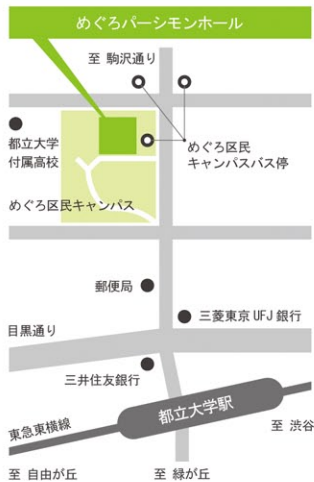 めぐろパーシモンホール
至 駒沢通り
都立大学
付属高校
めぐろ区民
キャンパスバス停
めぐろ区民キャンパス
郵便局
三菱東京UFJ銀行
目黒通り
三井住友銀行
都立大学駅
東急東横線
至 渋谷
至 自由が丘
至 緑が丘